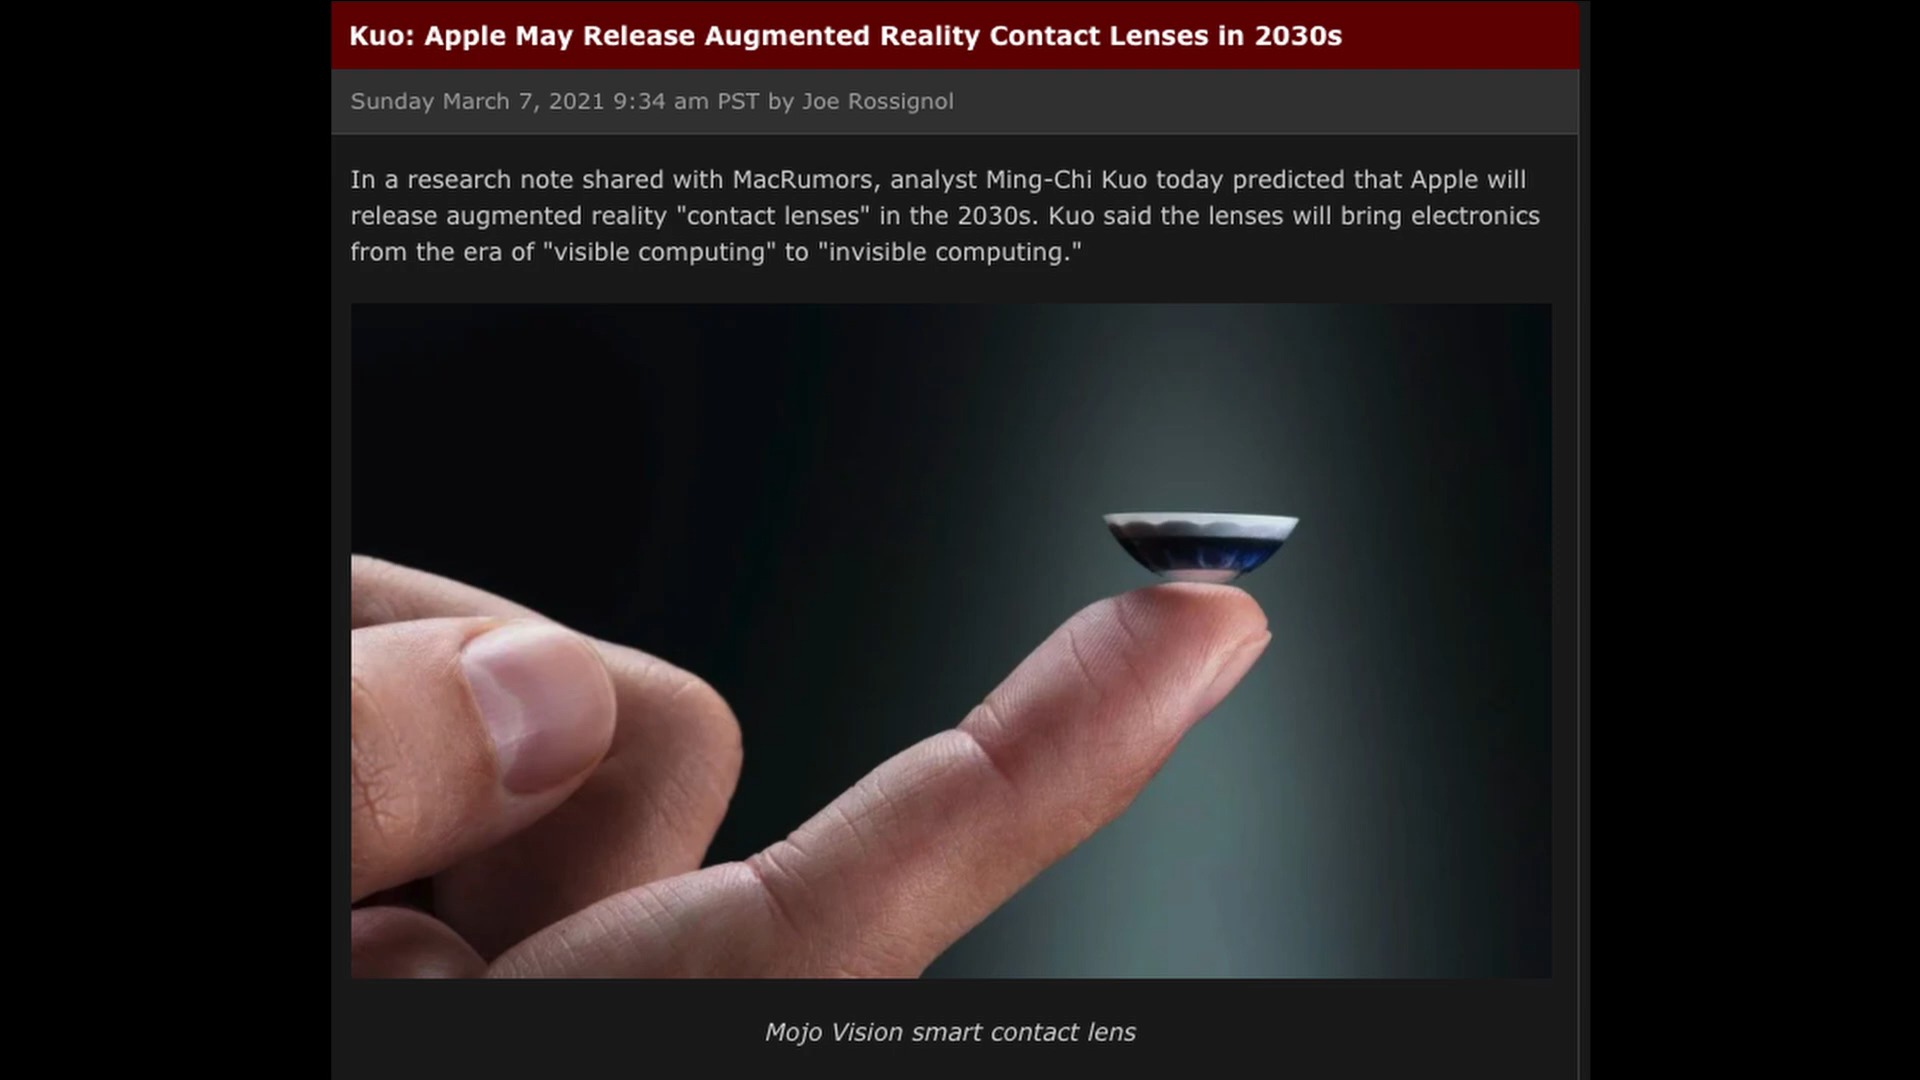 Kuo: Apple May Release Augmented Reality Contact Lenses in 2030s
Sunday March 7, 2021 9:34 am PST by Joe Rossignol
In a research note shared with MacRumors, analyst Ming-Chi Kuo today predicted that Apple will
release augmented reality "contact lenses" in the 2030s. Kuo said the lenses will bring electronics
from the era of "visible computing" to "invisible computing."
Mojo Vision smart contact lens